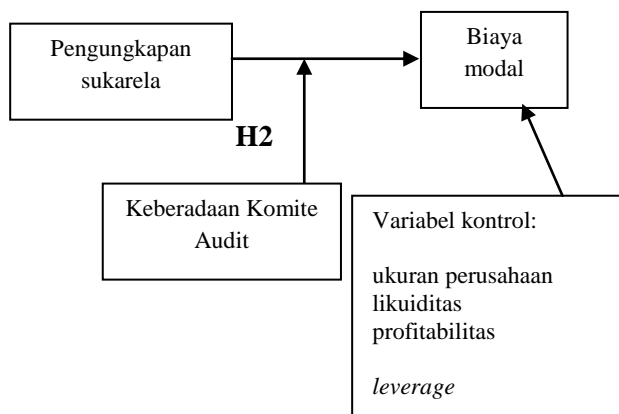 Pengungkapan
sukarela
Biaya
modal
H2
Keberadaan Komite
Audit
Variabel kontrol:
ukuran perusahaan
likuiditas
profitabilitas
leverage